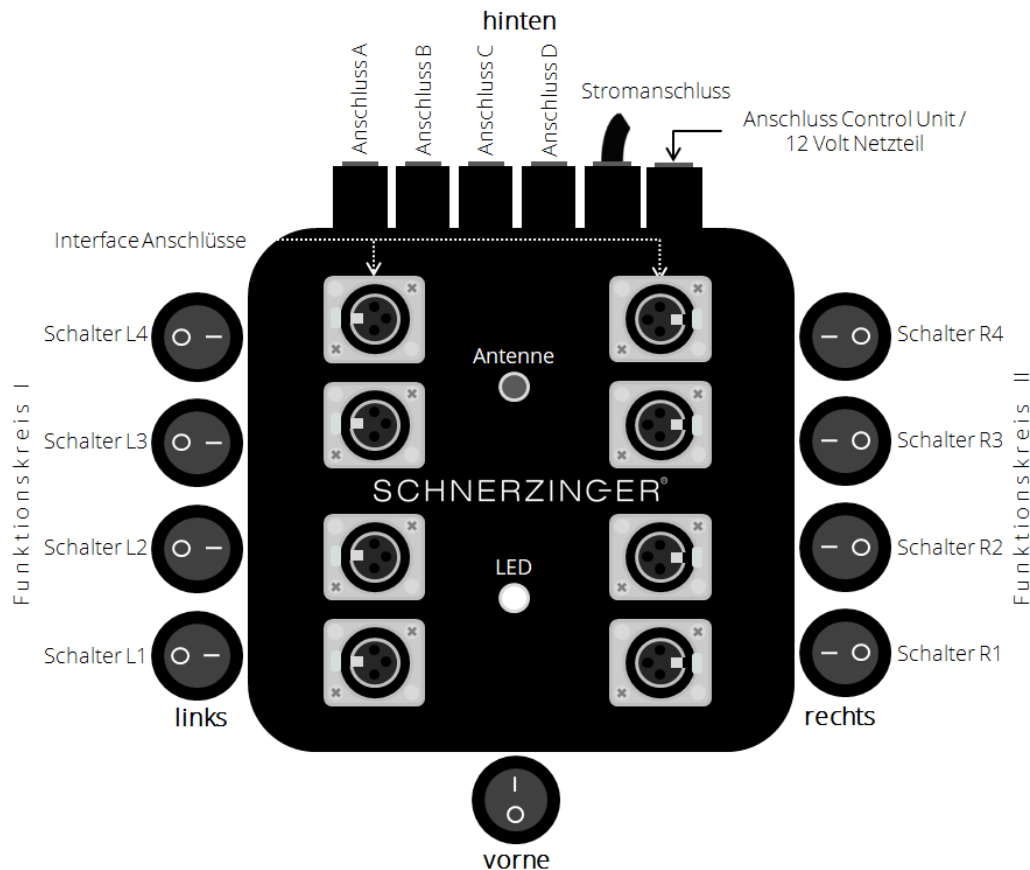 hinten
Anschluss A
Anschluss B
Anschluss C
Anschluss D
Stromanschluss
Anschluss Control Unit /
12 Volt Netzteil
Interface Anschlüsse
Schalter L4
Schalter R4
Antenne
Schalter L3
Schalter R3
Funktionskreis I
Funktionskreis II
SCHNERZINGER®
Schalter L2
Schalter R2
LED
Schalter L1
Schalter R1
links
rechts
vorne